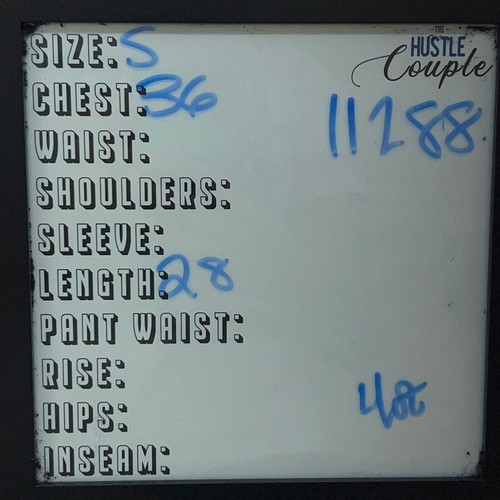 THE
HUSTLE
Couple
SIZE: S
CHEST: 36
11288
WAIST:
SHOULDERS:
SLEEVE:
LENGTH: 28
PANT WAIST:
RISE:
HIPS:
INSEAM: